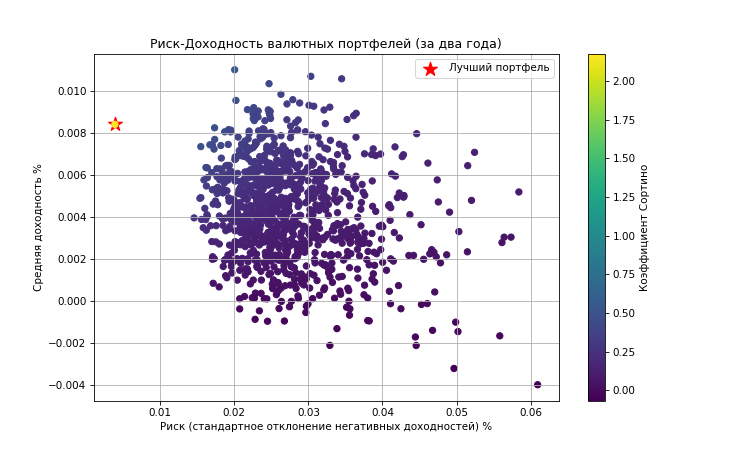 Риск-Доходность валютных портфелей (за два года)
Лучший портфель
Средняя доходность %
0.010
0.008
0.006
0.004
0.002
0.000
−0.002
−0.004
0.01 0.02 0.03 0.04 0.05 0.06
Риск (стандартное отклонение негативных доходностей) %
2.00
1.75
1.50
1.25
1.00
0.75
0.50
0.25
0.00
Коэффициент Сортино